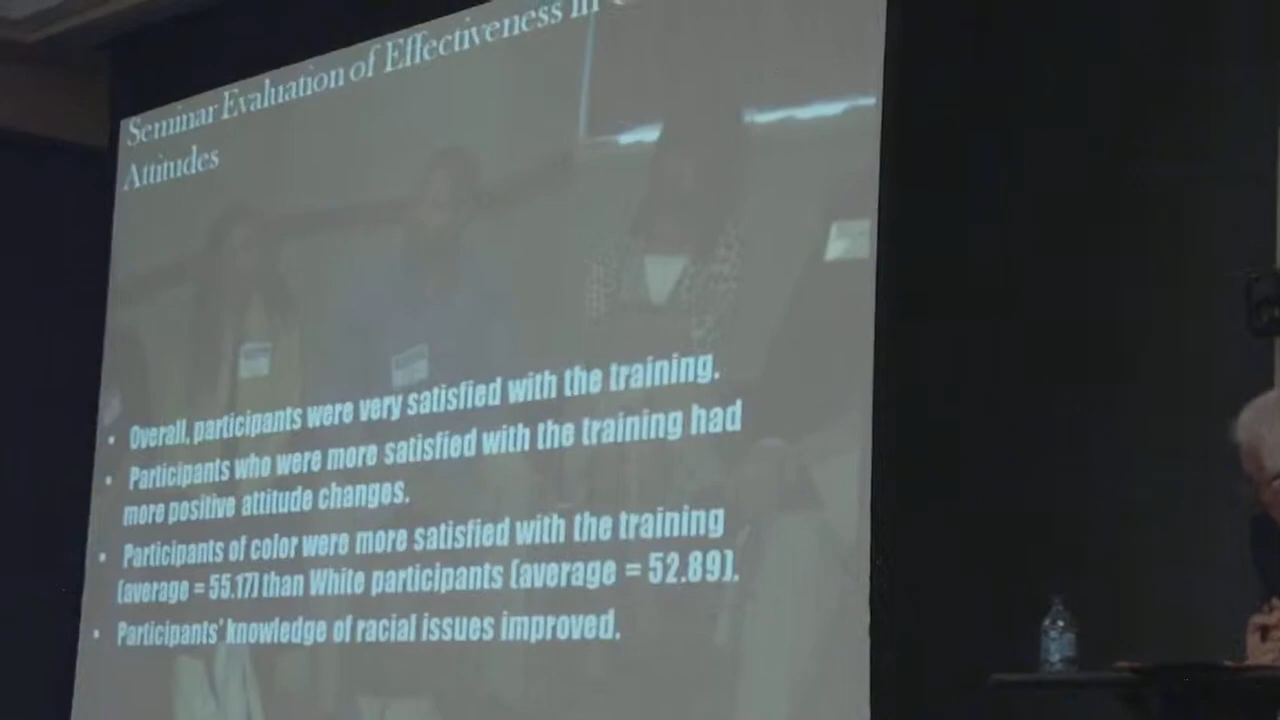 Seminar Evaluation of Effectiveness in
Attitudes
• Overall, participants were very satisfied with the training.
• Participants who were more satisfied with the training had
more positive attitude changes.
• Participants of color were more satisfied with the training
(average = 55.17) than White participants (average = 52.89).
• Participants' knowledge of racial issues improved.